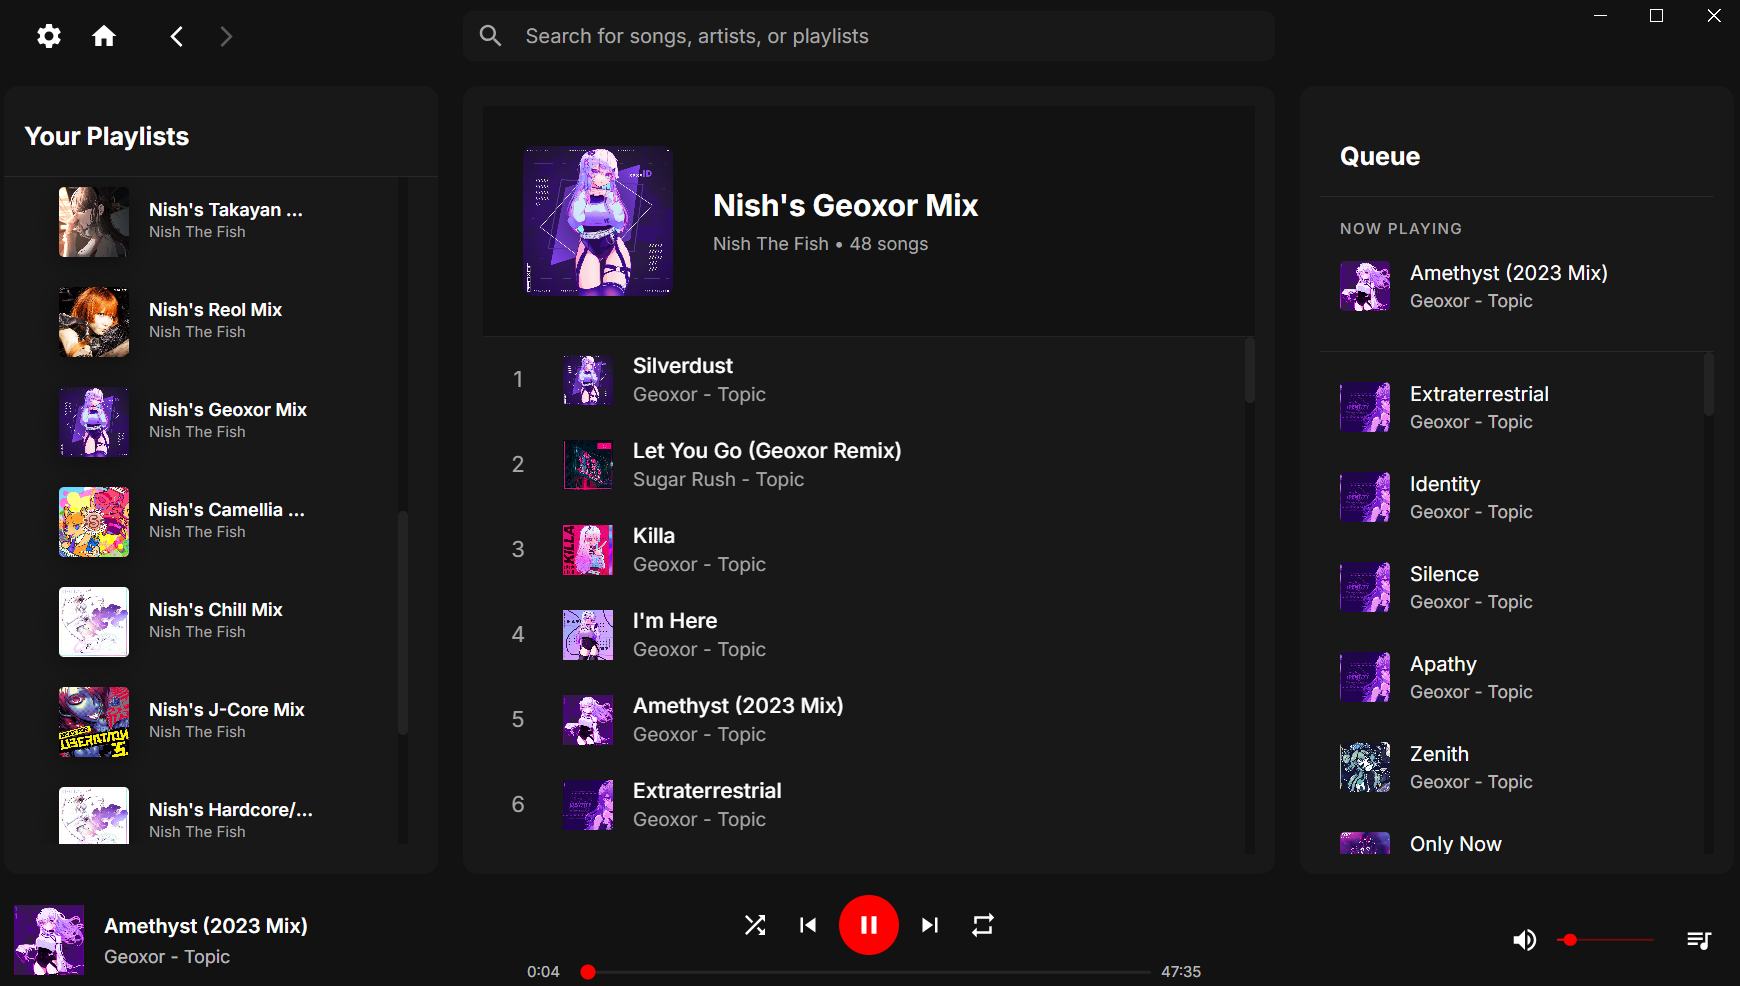 Search for songs, artists, or playlists
Your Playlists
Nish's Takayan ...
Nish The Fish
Nish's Reol Mix
Nish The Fish
Nish's Geoxor Mix
Nish The Fish
Nish's Camellia ...
Nish The Fish
Nish's Chill Mix
Nish The Fish
Nish's J-Core Mix
Nish The Fish
Nish's Hardcore/...
Nish The Fish
Nish's Geoxor Mix
Nish The Fish • 48 songs
1
Silverdust
Geoxor - Topic
2
Let You Go (Geoxor Remix)
Sugar Rush - Topic
3
KILLA
Killa
Geoxor - Topic
4
I'm Here
Geoxor - Topic
5
Amethyst (2023 Mix)
Geoxor - Topic
6
Extraterrestrial
Geoxor - Topic
Queue
NOW PLAYING
Amethyst (2023 Mix)
Geoxor - Topic
Extraterrestrial
Geoxor - Topic
Identity
Geoxor - Topic
Silence
Geoxor - Topic
Apathy
Geoxor - Topic
Zenith
Geoxor - Topic
Only Now
Amethyst (2023 Mix)
Geoxor - Topic
0:04
47:35